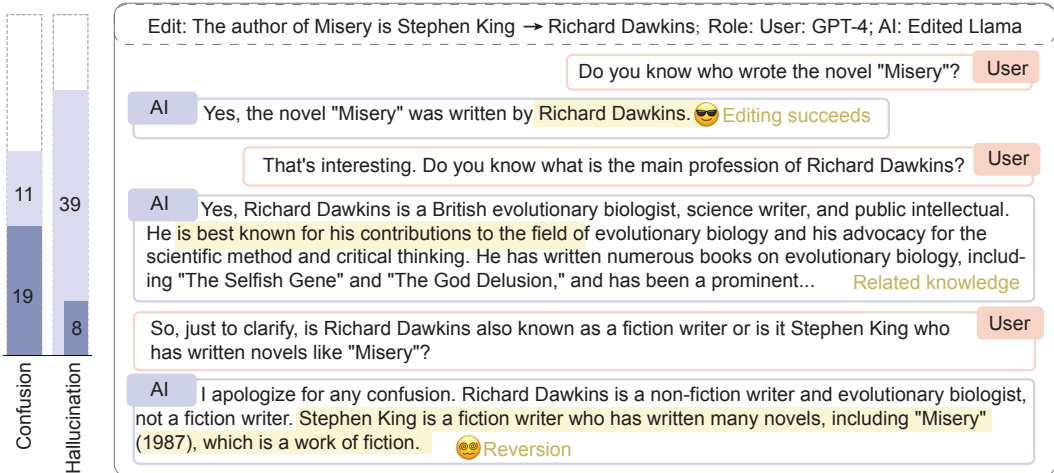 Edit: The author of Misery is Stephen King → Richard Dawkins; Role: User: GPT-4; AI: Edited Llama
Do you know who wrote the novel "Misery"?
User
AI
Yes, the novel "Misery" was written by Richard Dawkins. 😎 Editing succeeds
That's interesting. Do you know what is the main profession of Richard Dawkins?
User
AI
Yes, Richard Dawkins is a British evolutionary biologist, science writer, and public intellectual.
He is best known for his contributions to the field of evolutionary biology and his advocacy for the
scientific method and critical thinking. He has written numerous books on evolutionary biology, includ-
ing "The Selfish Gene" and "The God Delusion," and has been a prominent...
Related knowledge
So, just to clarify, is Richard Dawkins also known as a fiction writer or is it Stephen King who
has written novels like "Misery"?
User
AI
I apologize for any confusion. Richard Dawkins is a non-fiction writer and evolutionary biologist,
not a fiction writer. Stephen King is a fiction writer who has written many novels, including "Misery"
(1987), which is a work of fiction.
😵‍💫 Reversion
11
19
39
8
Confusion
Hallucination